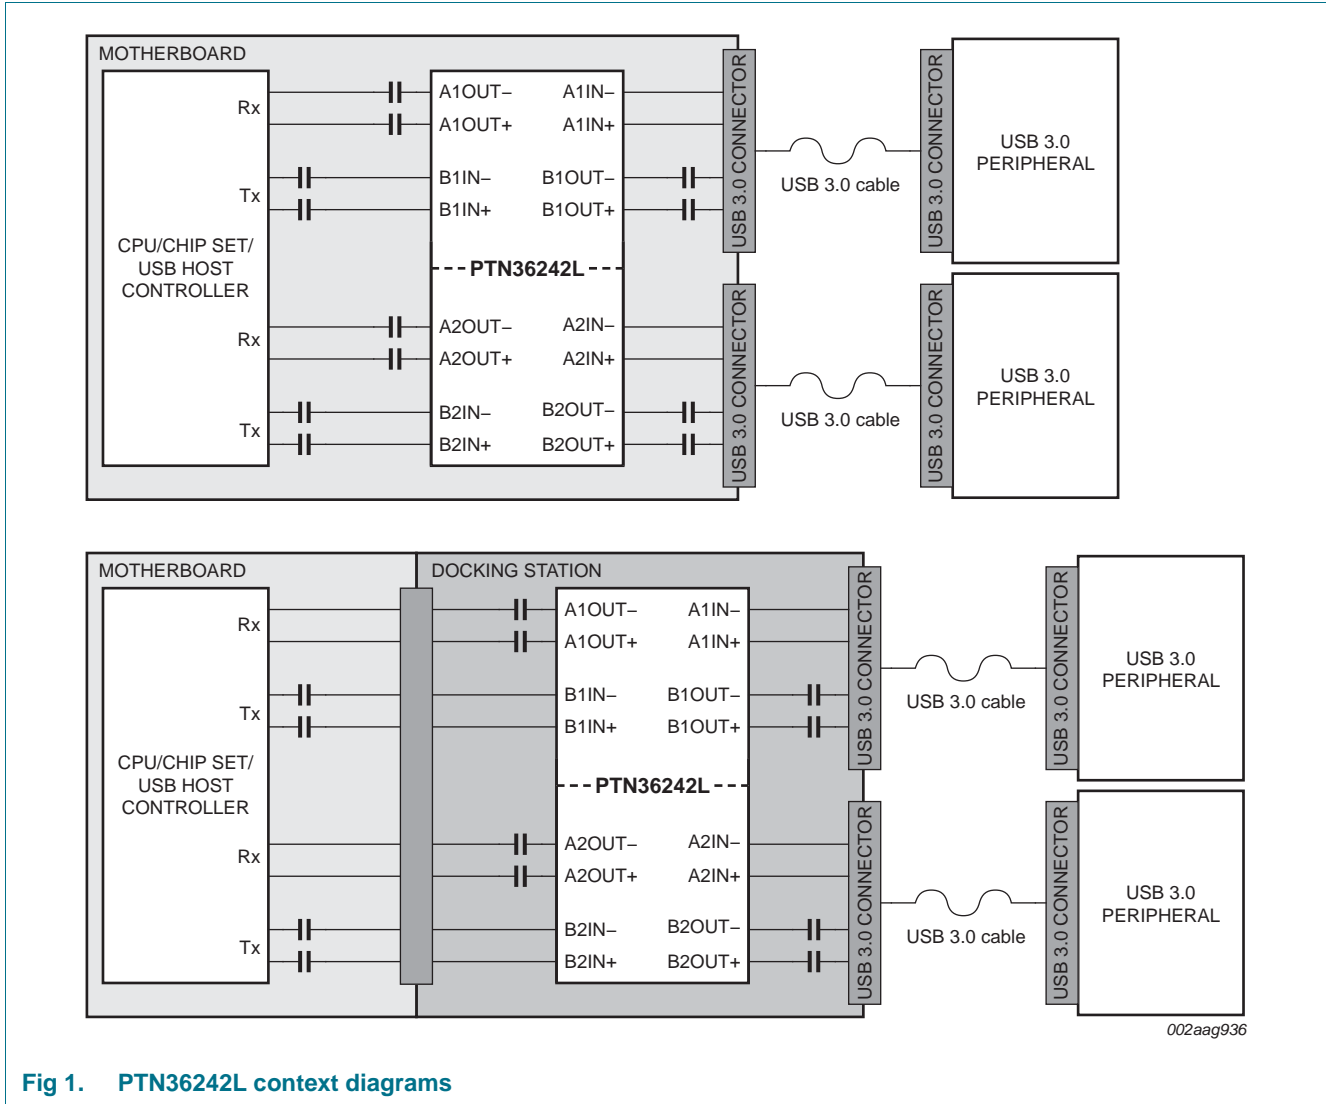 MOTHERBOARD
Rx
Tx
CPU/CHIP SET/
USB HOST
CONTROLLER
Rx
Tx
A1OUT−
A1IN−
A1OUT+
A1IN+
B1IN−
B1OUT−
B1IN+
B1OUT+
PTN36242L
A2OUT−
A2IN−
A2OUT+
A2IN+
B2IN−
B2OUT−
B2IN+
B2OUT+
USB 3.0 CONNECTOR
USB 3.0 cable
USB 3.0 CONNECTOR
USB 3.0
PERIPHERAL
USB 3.0 CONNECTOR
USB 3.0 cable
USB 3.0 CONNECTOR
USB 3.0
PERIPHERAL
MOTHERBOARD
Rx
Tx
CPU/CHIP SET/
USB HOST
CONTROLLER
Rx
Tx
DOCKING STATION
A1OUT−
A1IN−
A1OUT+
A1IN+
B1IN−
B1OUT−
B1IN+
B1OUT+
PTN36242L
A2OUT−
A2IN−
A2OUT+
A2IN+
B2IN−
B2OUT−
B2IN+
B2OUT+
USB 3.0 CONNECTOR
USB 3.0 cable
USB 3.0 CONNECTOR
USB 3.0
PERIPHERAL
USB 3.0 CONNECTOR
USB 3.0 cable
USB 3.0 CONNECTOR
USB 3.0
PERIPHERAL
002aag936
Fig 1. PTN36242L context diagrams